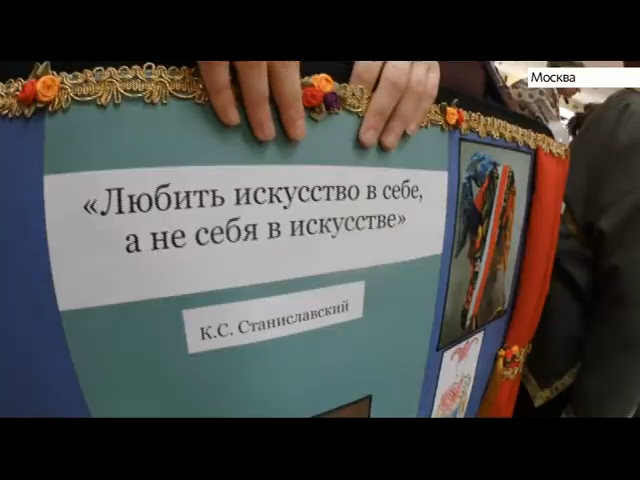 Москва
«Любить искусство в себе,
а не себя в искусстве»
К.С. Станиславский